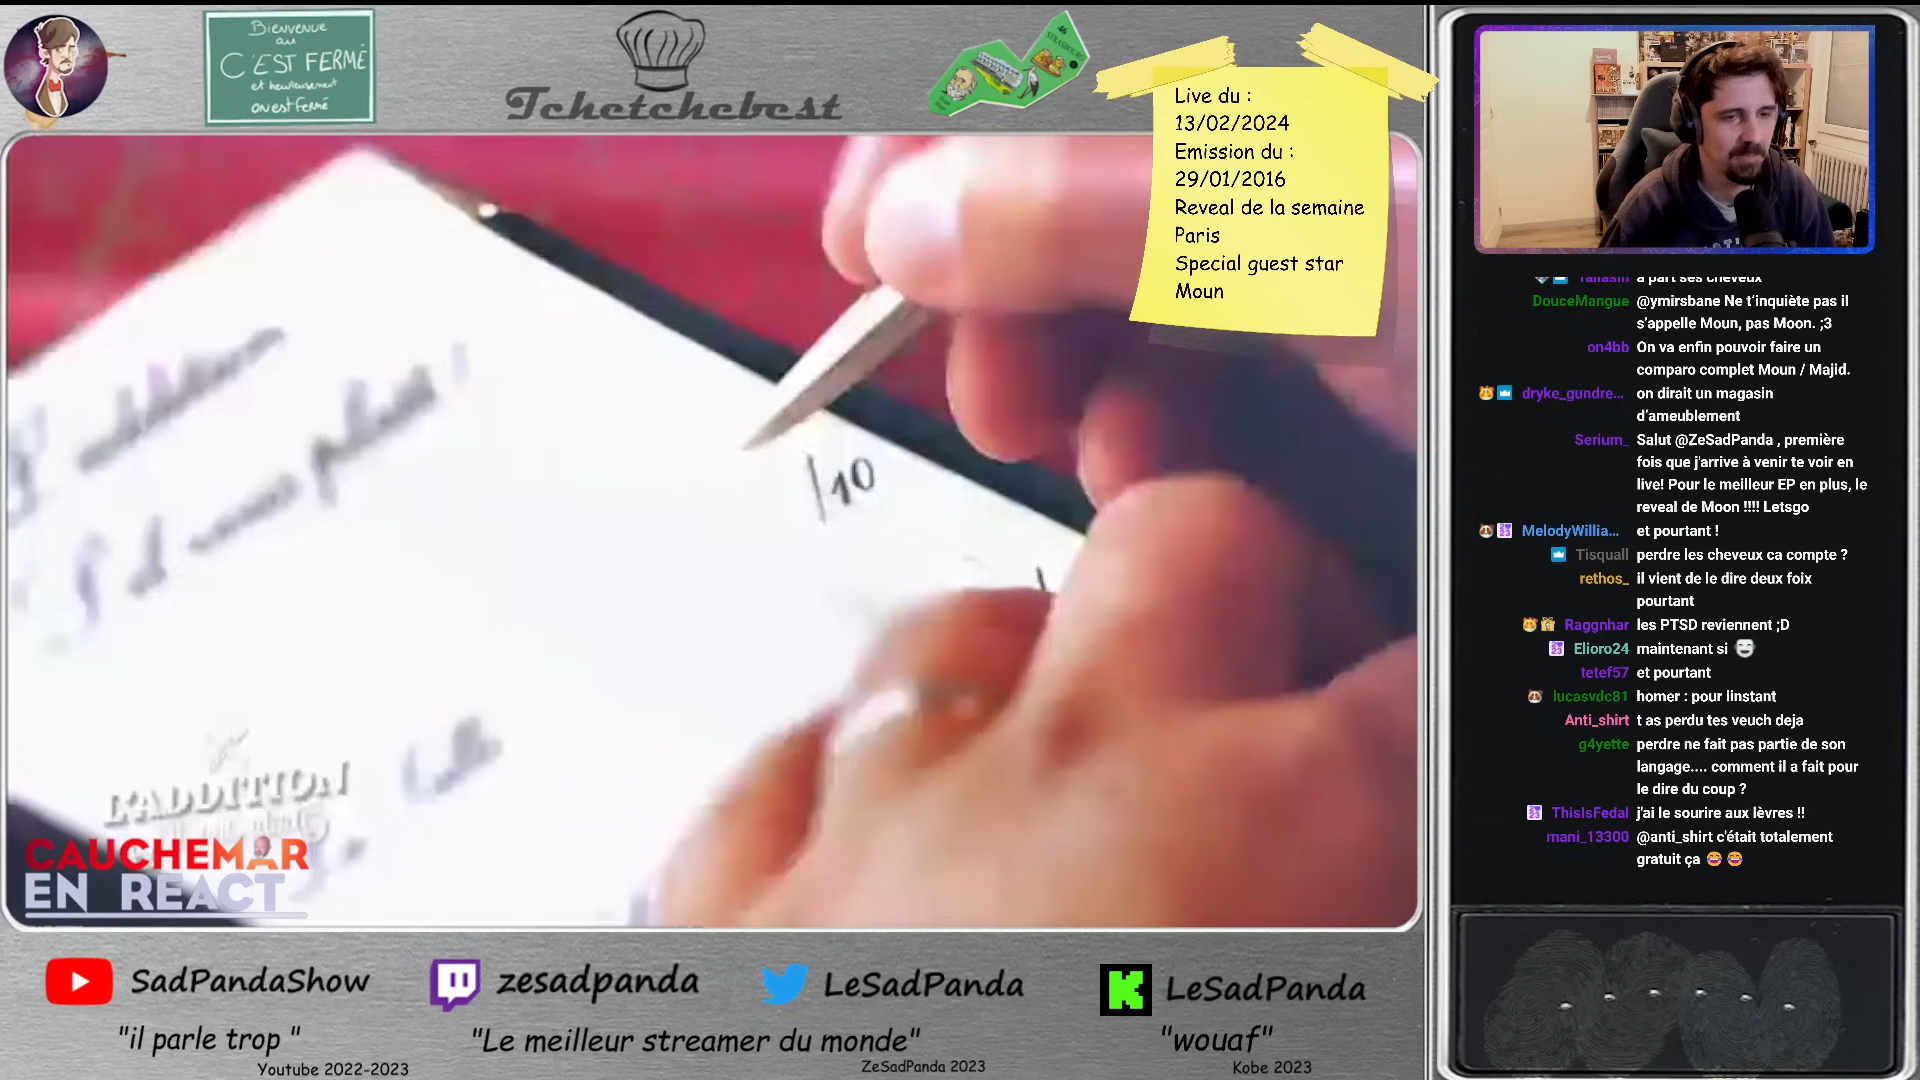 Bienvenue
au
C'EST FERMÉ
et heureusement
on est fermé
Tchetchebest
46
STRASBOURG
Live du :
13/02/2024
Emission du :
29/01/2016
Reveal de la semaine
Paris
Special guest star
Moun
/10
L'ADDITION
CAUCHEMAR
EN REACT
a part ses cheveux
DouceMangue @ymirsbane Ne t'inquiète pas il
s'appelle Moun, pas Moon. ;3
on4bb On va enfin pouvoir faire un
comparo complet Moun / Majid.
dryke_gundre... on dirait un magasin
d'ameublement
Serium_ Salut @ZeSadPanda , première
fois que j'arrive à venir te voir en
live! Pour le meilleur EP en plus, le
reveal de Moon !!!! Letsgo
MelodyWillia... et pourtant !
Tisquall perdre les cheveux ca compte ?
rethos_ il vient de le dire deux foix
pourtant
Raggnhar les PTSD reviennent ;D
Elioro24 maintenant si
tetef57 et pourtant
lucasvdc81 homer : pour linstant
Anti_shirt t as perdu tes veuch deja
g4yette perdre ne fait pas partie de son
langage.... comment il a fait pour
le dire du coup ?
ThisIsFedal j'ai le sourire aux lèvres !!
mani_13300 @anti_shirt c'était totalement
gratuit ça
SadPandaShow
"il parle trop "
Youtube 2022-2023
zesadpanda
"Le meilleur streamer du monde"
ZeSadPanda 2023
LeSadPanda
LeSadPanda
"wouaf"
Kobe 2023